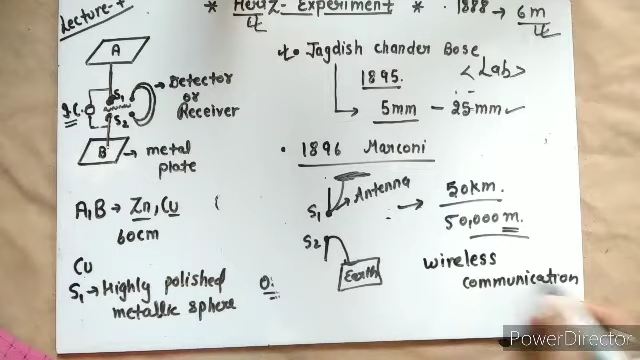 Lecture-
* Hertz- Experiment * 1888 → 6m
A
S1
I.C.
S2
B
→ Detector
or
Receiver
→ metal
plate
A,B → Zn, Cu (
60cm
Cu
S1 → Highly polished
metallic sphere
Jagdish chander Bose
1895. <Lab>
5mm - 25mm ✓
• 1896 Marconi
S1 Antenna → 50km.
50,000 m.
S2
Earth
wireless
communication
PowerDirector